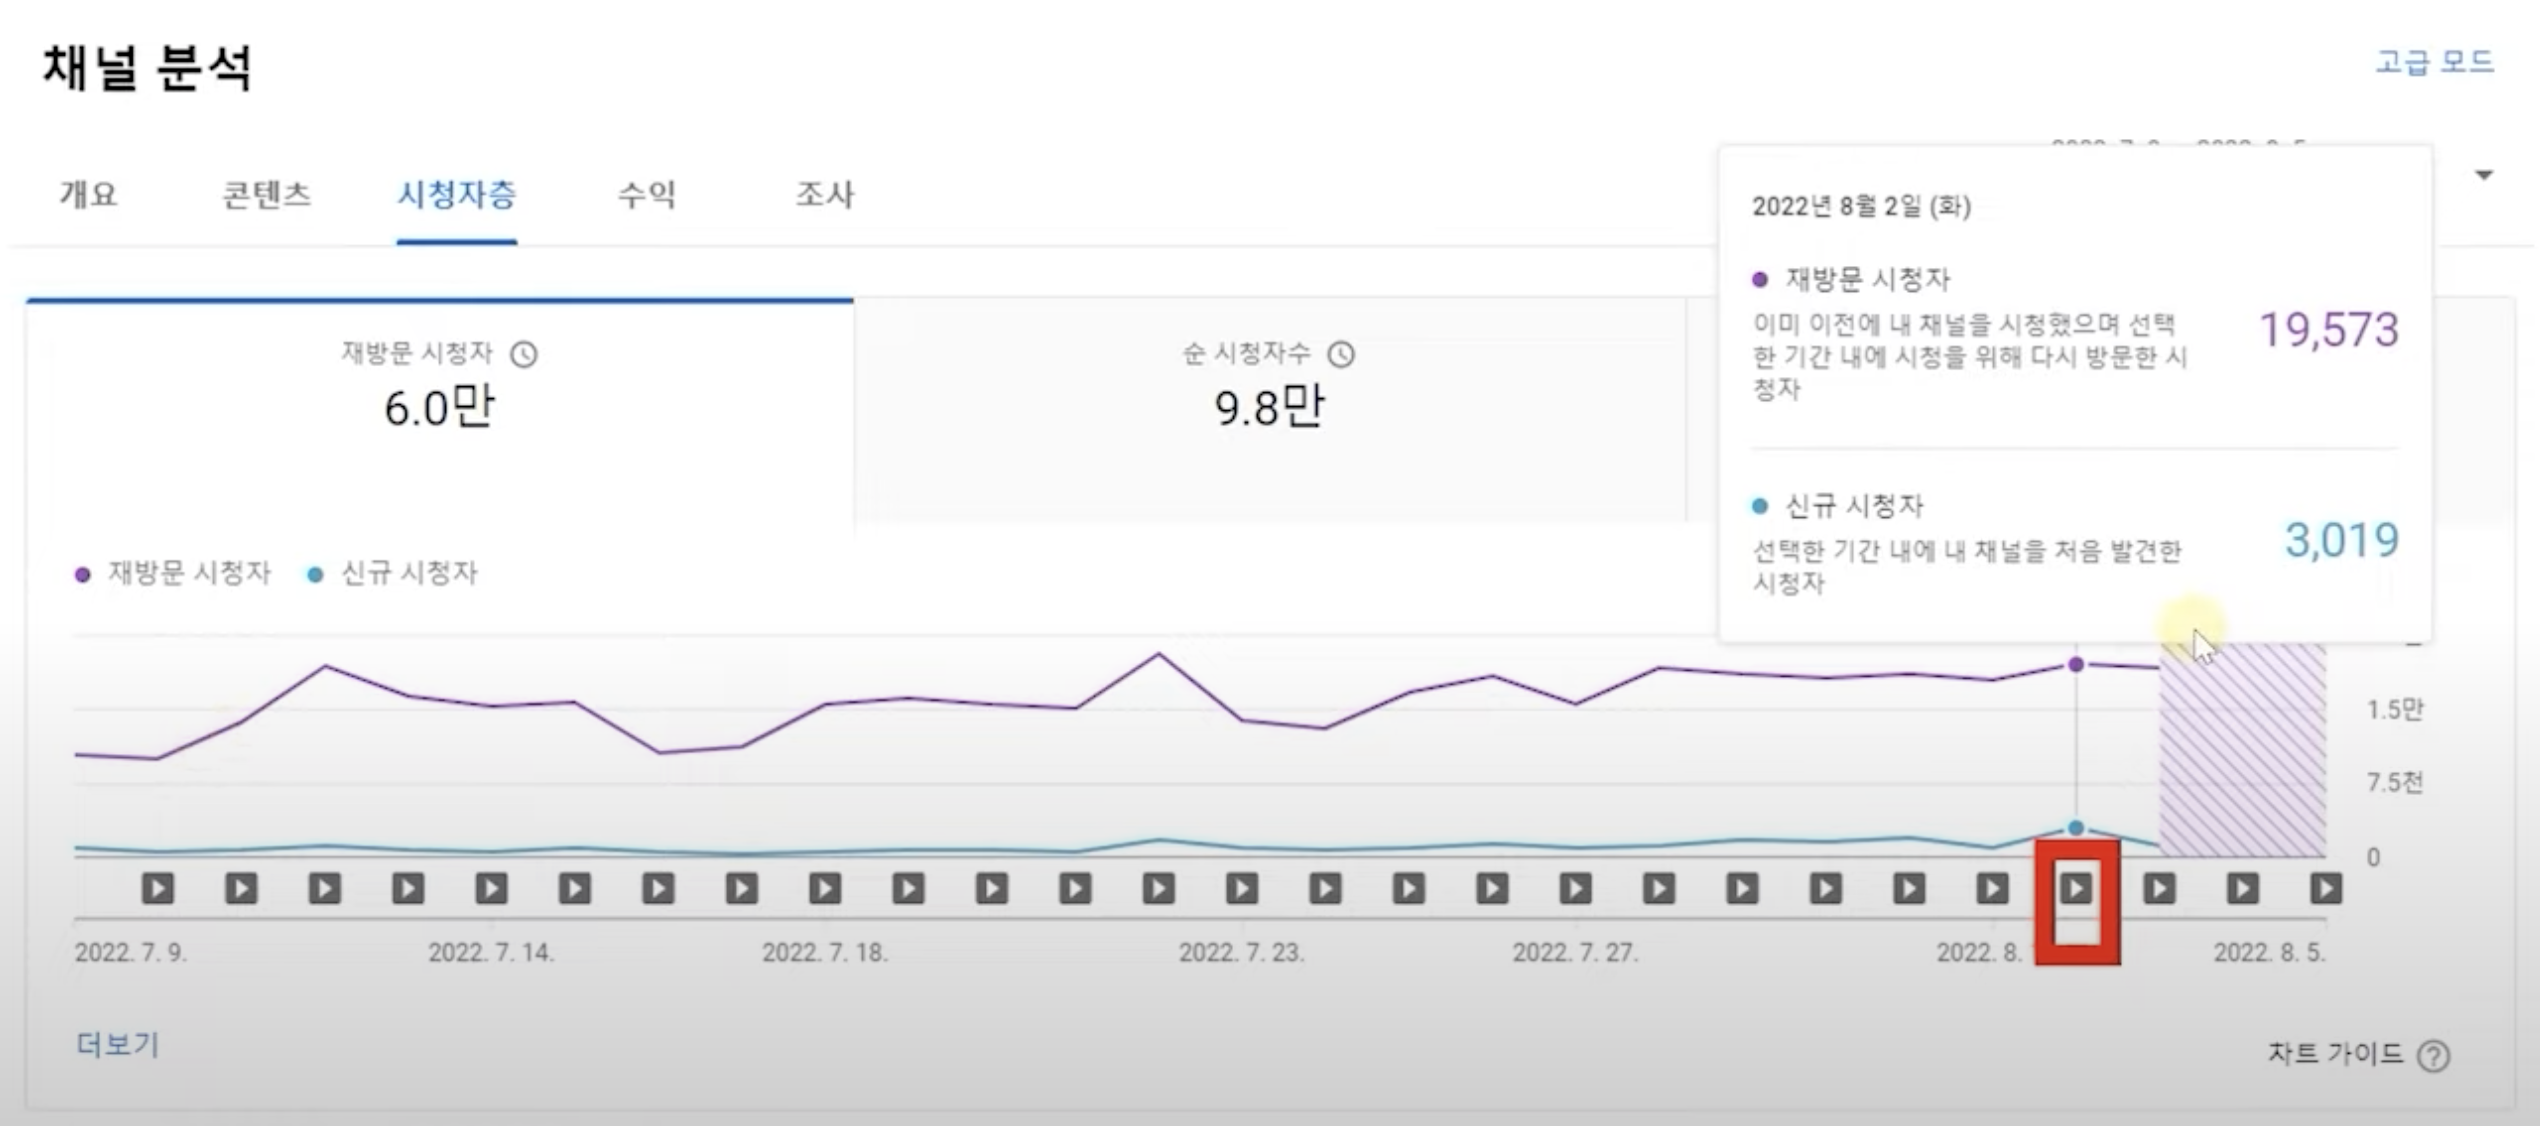 채널 분석
고급 모드
개요
콘텐츠
시청자층
수익
조사
2022년 8월 2일 (화)
재방문 시청자
이미 이전에 내 채널을 시청했으며 선택
한 기간 내에 시청을 위해 다시 방문한 시
청자
19,573
신규 시청자
선택한 기간 내에 내 채널을 처음 발견한
시청자
3,019
재방문 시청자
6.0만
순 시청자수
9.8만
재방문 시청자
신규 시청자
1.5만
7.5천
0
2022. 7. 9.
2022. 7. 14.
2022. 7. 18.
2022. 7. 23.
2022. 7. 27.
2022. 8.
2022. 8. 5.
더보기
차트 가이드